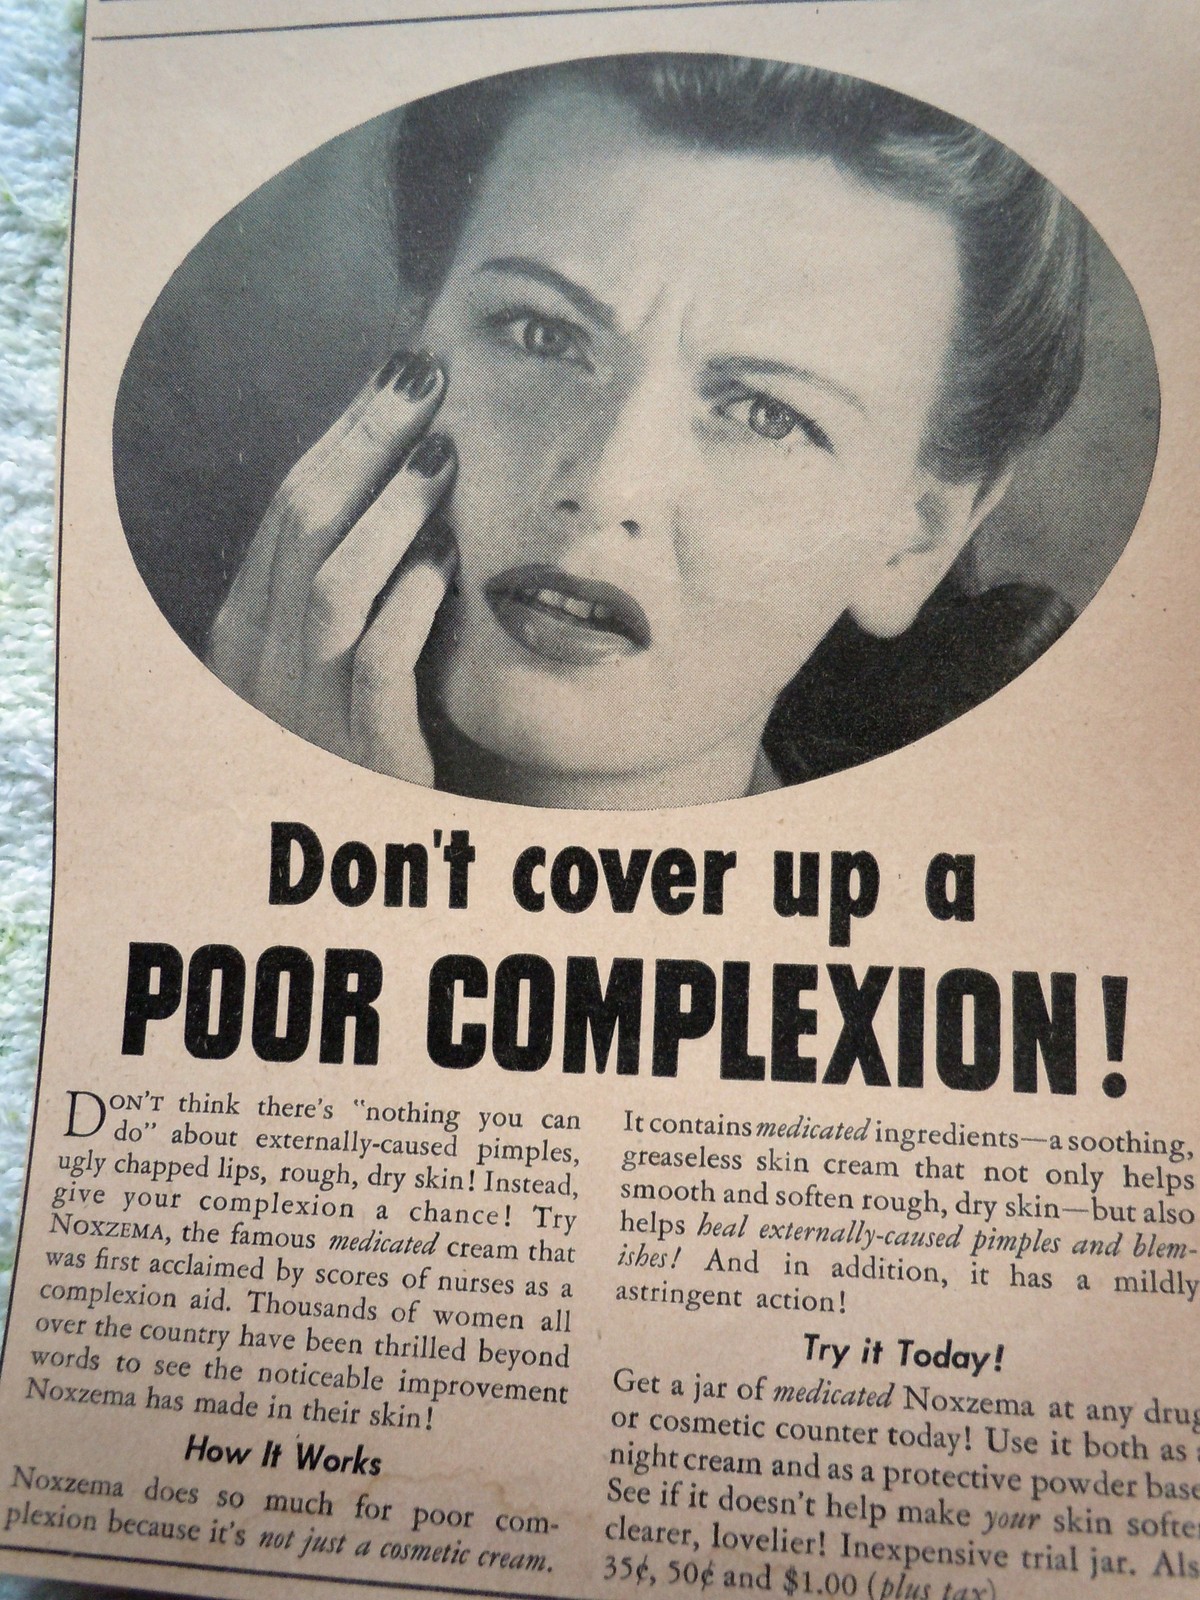 Don't cover up a
POOR COMPLEXION!
DON'T think there's "nothing you can
do" about externally-caused pimples,
ugly chapped lips, rough, dry skin! Instead,
give your complexion a chance! Try
NOXZEMA, the famous medicated cream that
was first acclaimed by scores of nurses as a
complexion aid. Thousands of women all
over the country have been thrilled beyond
words to see the noticeable improvement
Noxzema has made in their skin!
How It Works
Noxzema does so much for poor com-
plexion because it's not just a cosmetic cream.
It contains medicated ingredients—a soothing,
greaseless skin cream that not only helps
smooth and soften rough, dry skin—but also
helps heal externally-caused pimples and blem-
ishes! And in addition, it has a mildly
astringent action!
Try it Today!
Get a jar of medicated Noxzema at any drug
or cosmetic counter today! Use it both as
night cream and as a protective powder base
See if it doesn't help make your skin softer
clearer, lovelier! Inexpensive trial jar. Als
35¢, 50¢ and $1.00 (plus tax)